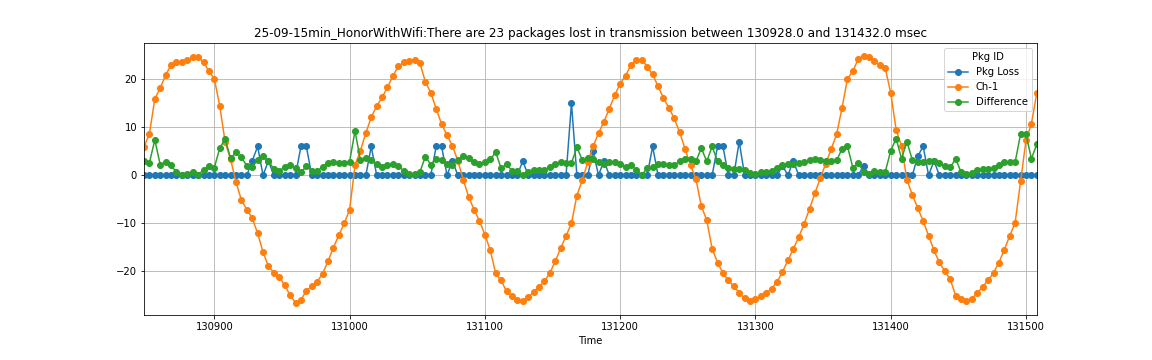 25-09-15min_HonorWithWifi:There are 23 packages lost in transmission between 130928.0 and 131432.0 msec
Pkg ID
Pkg Loss
Ch-1
Difference
20
10
0
−10
−20
130900 131000 131100 131200 131300 131400 131500
Time